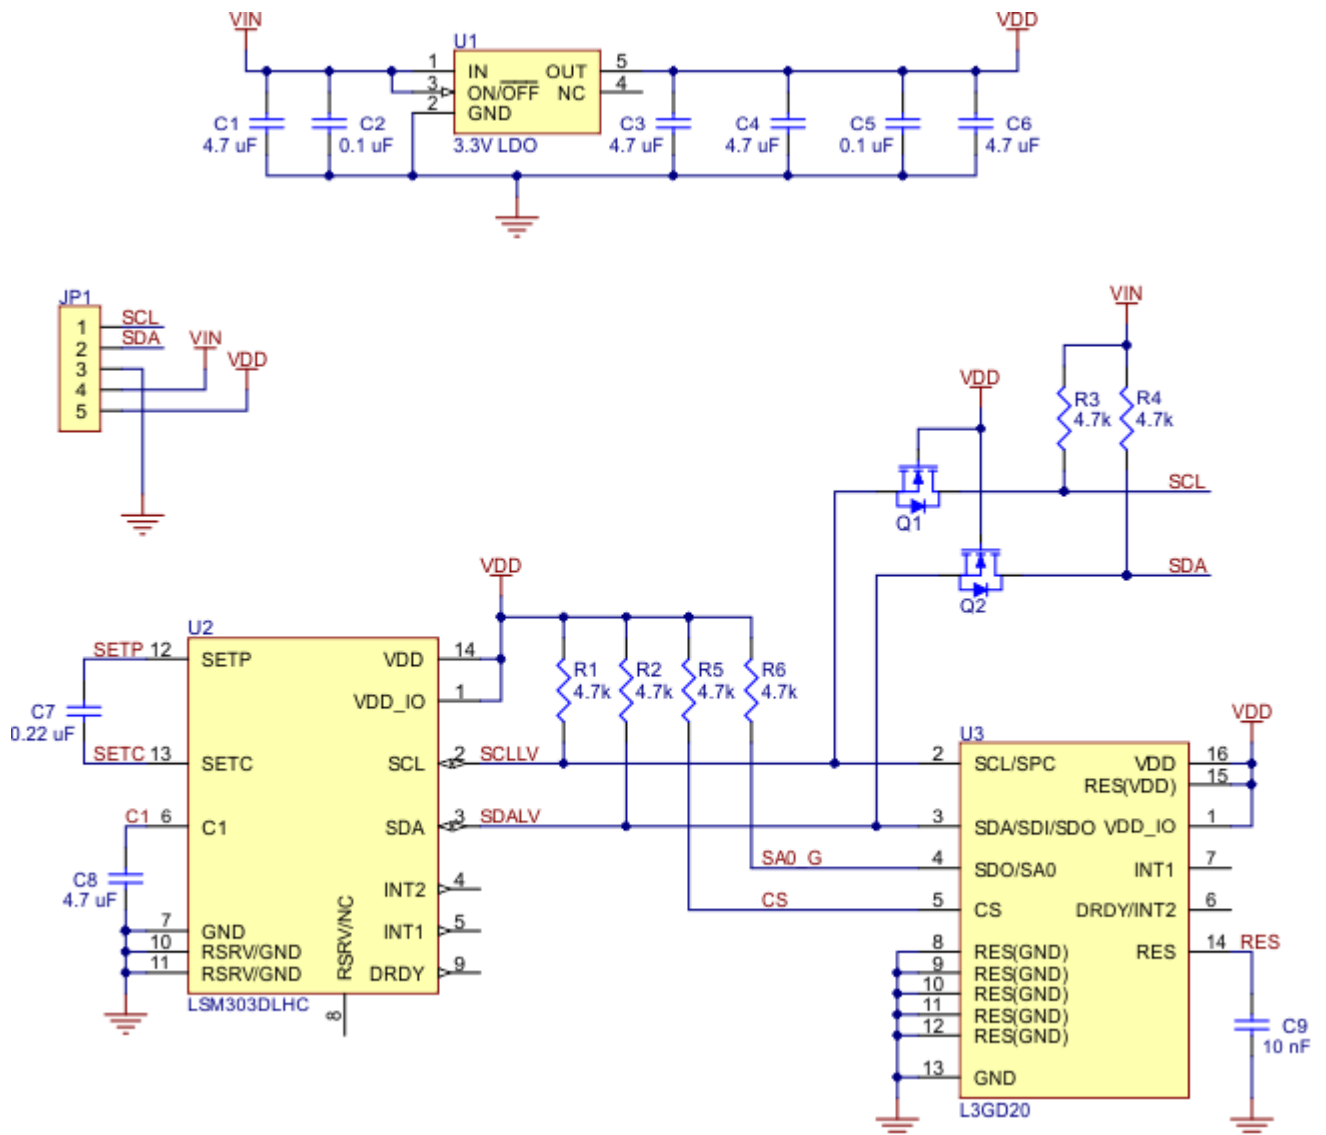 VIN
VDD
U1
1 IN OUT 5
3 ON/OFF NC 4
2 GND
3.3V LDO
C1
4.7 uF
C2
0.1 uF
C3
4.7 uF
C4
4.7 uF
C5
0.1 uF
C6
4.7 uF
JP1
1 SCL
2 SDA
3
4 VIN
5 VDD
VIN
VDD
R3
4.7k
R4
4.7k
SCL
Q1
SDA
Q2
VDD
U2
SETP 12 SETP VDD 14
VDD_IO 1
C7
0.22 uF
SETC 13 SETC SCL 2 SCLLV
C1 6 C1 SDA 3 SDALV
C8
4.7 uF
INT2 4
7 GND INT1 5
10 RSRV/GND
11 RSRV/GND DRDY 9
RSRV/NC
8
LSM303DLHC
R1
4.7k
R2
4.7k
R5
4.7k
R6
4.7k
SA0_G
CS
VDD
U3
2 SCL/SPC VDD 16
RES(VDD) 15
3 SDA/SDI/SDO VDD_IO 1
4 SDO/SA0 INT1 7
5 CS DRDY/INT2 6
8 RES(GND) RES 14 RES
9 RES(GND)
10 RES(GND)
11 RES(GND)
12 RES(GND)
13 GND
L3GD20
C9
10 nF